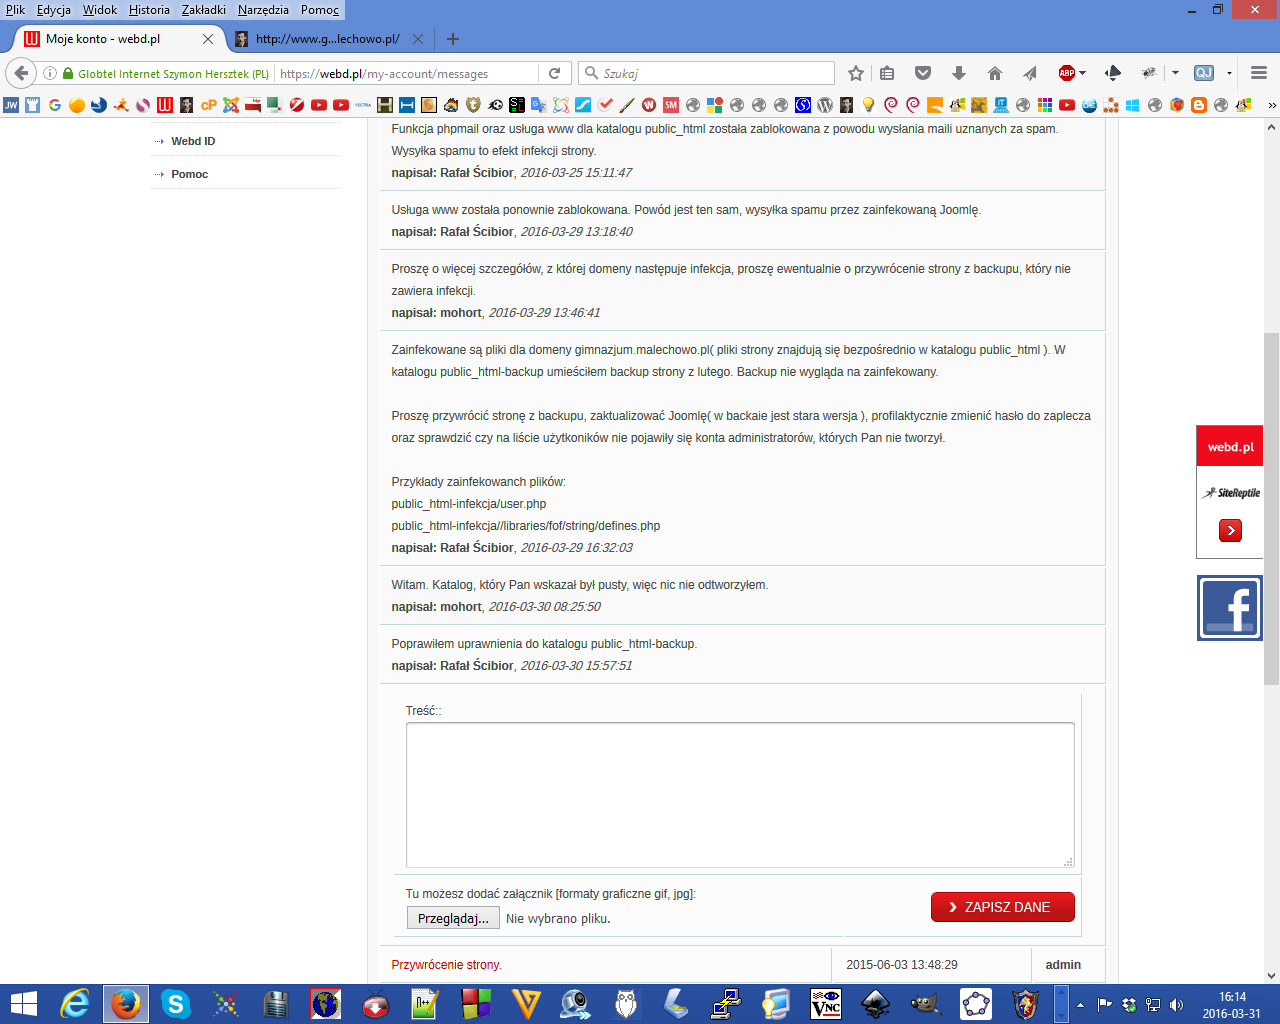 Plik Edycja Widok Historia Zakładki Narzędzia Pomoc
Moje konto - webd.pl
http://www.g...lechowo.pl/
Globtel Internet Szymon Hersztek (PL)
https://webd.pl/my-account/messages
Szukaj
ABP
QJ
Webd ID
Pomoc
Funkcja phpmail oraz usługa www dla katalogu public_html została zablokowana z powodu wysłania maili uznanych za spam.
Wysyłka spamu to efekt infekcji strony.
napisał: Rafał Ścibior, 2016-03-25 15:11:47
Usługa www została ponownie zablokowana. Powód jest ten sam, wysyłka spamu przez zainfekowaną Joomlę.
napisał: Rafał Ścibior, 2016-03-29 13:18:40
Proszę o więcej szczegółów, z której domeny następuje infekcja, proszę ewentualnie o przywrócenie strony z backupu, który nie
zawiera infekcji.
napisał: mohort, 2016-03-29 13:46:41
Zainfekowane są pliki dla domeny gimnazjum.malechowo.pl( pliki strony znajdują się bezpośrednio w katalogu public_html ). W
katalogu public_html-backup umieściłem backup strony z lutego. Backup nie wygląda na zainfekowany.
Proszę przywrócić stronę z backupu, zaktualizować Joomlę( w backaie jest stara wersja ), profilaktycznie zmienić hasło do zaplecza
oraz sprawdzić czy na liście użytkoników nie pojawiły się konta administratorów, których Pan nie tworzył.
Przykłady zainfekowanch plików:
public_html-infekcja/user.php
public_html-infekcja//libraries/fof/string/defines.php
napisał: Rafał Ścibior, 2016-03-29 16:32:03
Witam. Katalog, który Pan wskazał był pusty, więc nic nie odtworzyłem.
napisał: mohort, 2016-03-30 08:25:50
Poprawiłem uprawnienia do katalogu public_html-backup.
napisał: Rafał Ścibior, 2016-03-30 15:57:51
Treść::
Tu możesz dodać załącznik [formaty graficzne gif, jpg]:
Przeglądaj... Nie wybrano pliku.
ZAPISZ DANE
Przywrócenie strony. 2015-06-03 13:48:29 admin
webd.pl
SiteReptile
16:14
2016-03-31